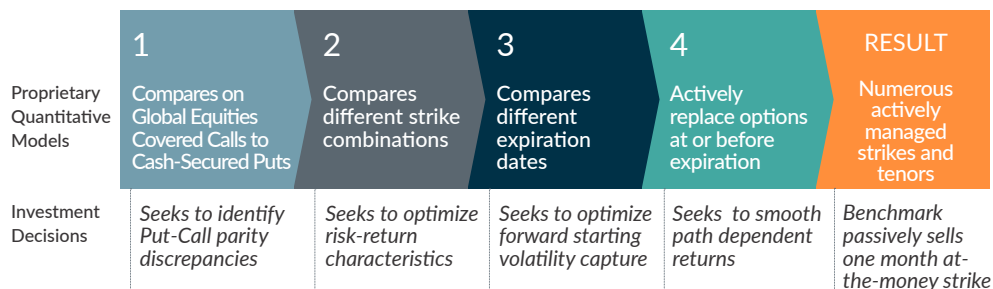 1
Compares on
Global Equities
Covered Calls to
Cash-Secured Puts
2
Compares
different strike
combinations
3
Compares
different
expiration
dates
4
Actively
replace options
at or before
expiration
RESULT
Numerous
actively
managed
strikes and
tenors
Proprietary
Quantitative
Models
Investment
Decisions
Seeks to identify
Put-Call parity
discrepancies
Seeks to optimize
risk-return
characteristics
Seeks to optimize
forward starting
volatility capture
Seeks to smooth
path dependent
returns
Benchmark
passively sells
one month at-
the-money strike